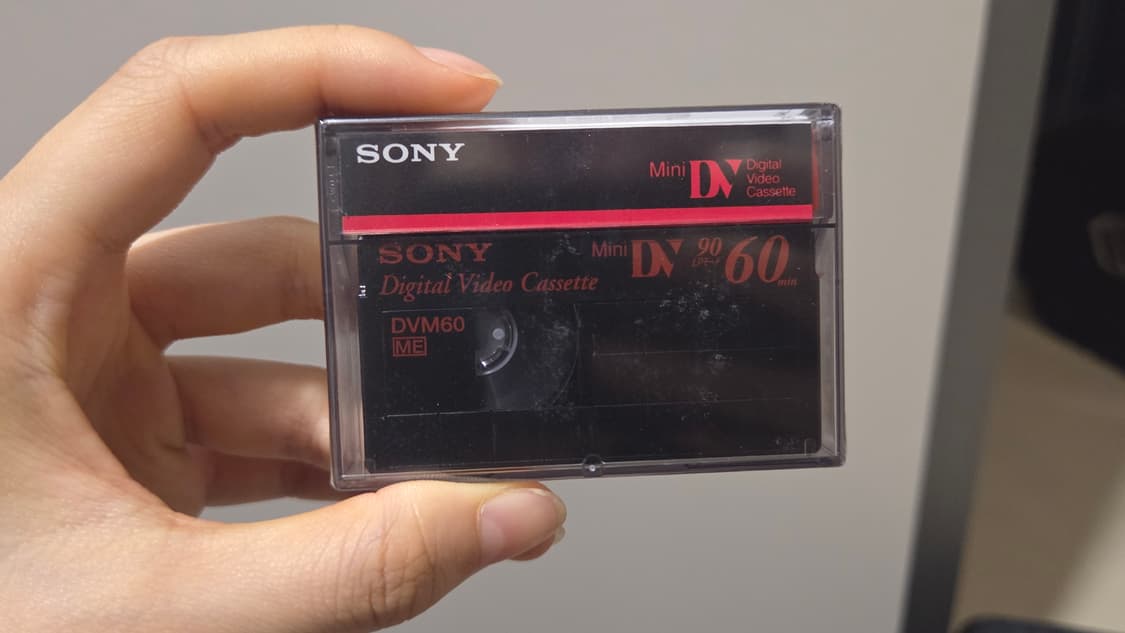 SONY
Mini DV Digital
Video
Cassette
SONY
Mini DV 90 60 min
Digital Video Cassette
DVM60
ME